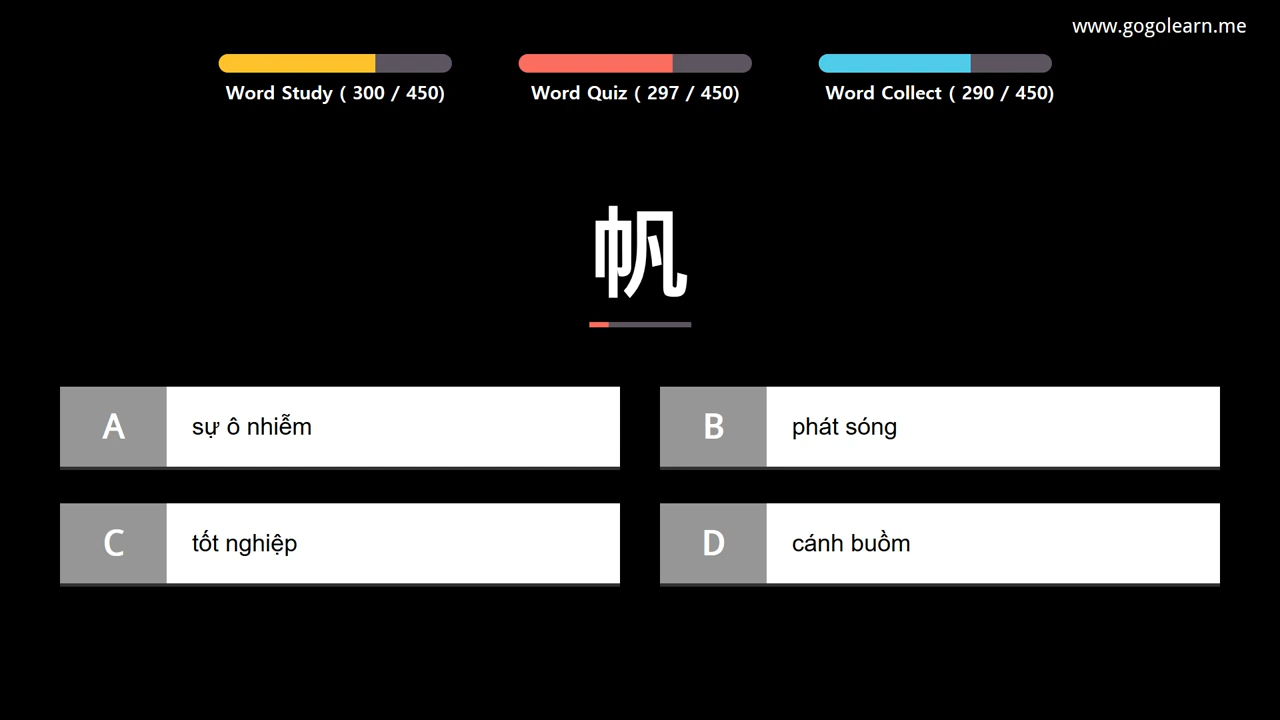 www.gogolearn.me
Word Study ( 300 / 450)
Word Quiz ( 297 / 450)
Word Collect ( 290 / 450)
帆
A sự ô nhiễm
B phát sóng
C tốt nghiệp
D cánh buồm